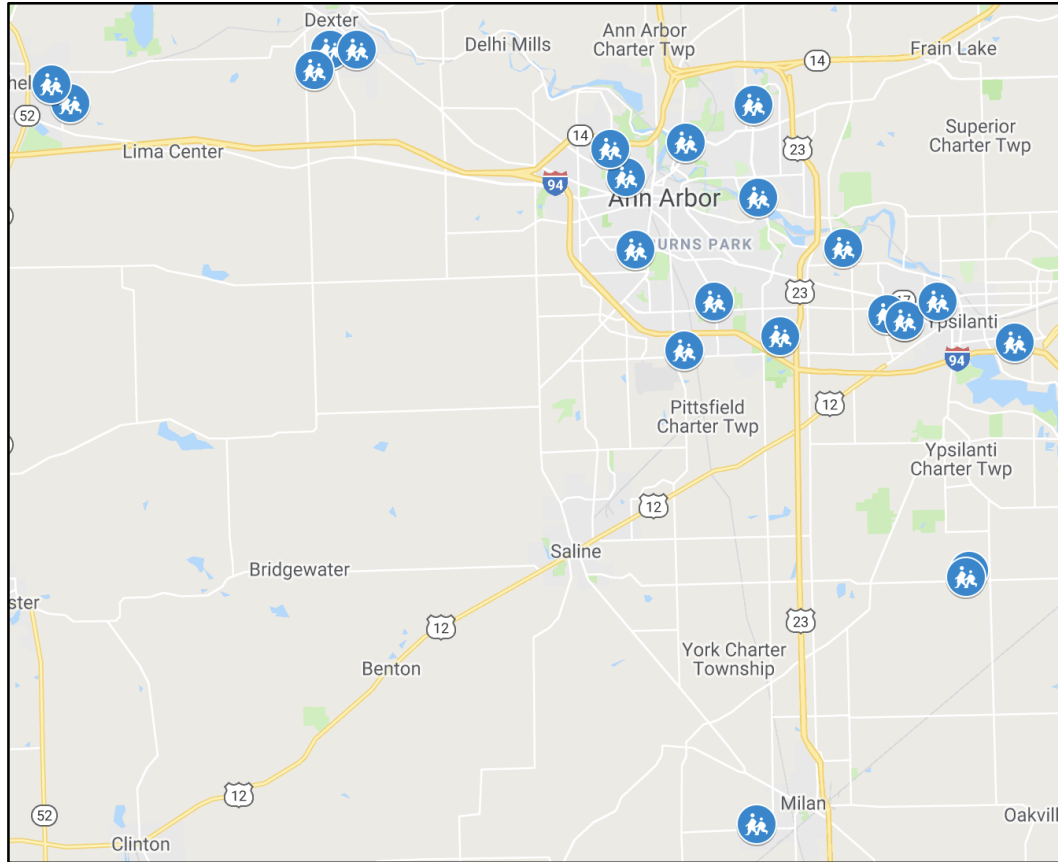 Dexter
Delhi Mills
Ann Arbor
Charter Twp
Frain Lake
14
nel
52
14
Superior
Charter Twp
23
Lima Center
94
Ann Arbor
URNS PARK
23
17
Ypsilanti
94
12
Pittsfield
Charter Twp
Ypsilanti
Charter Twp
12
Saline
Bridgewater
ster
12
23
York Charter
Township
Benton
12
52
Milan
Oakvill
Clinton